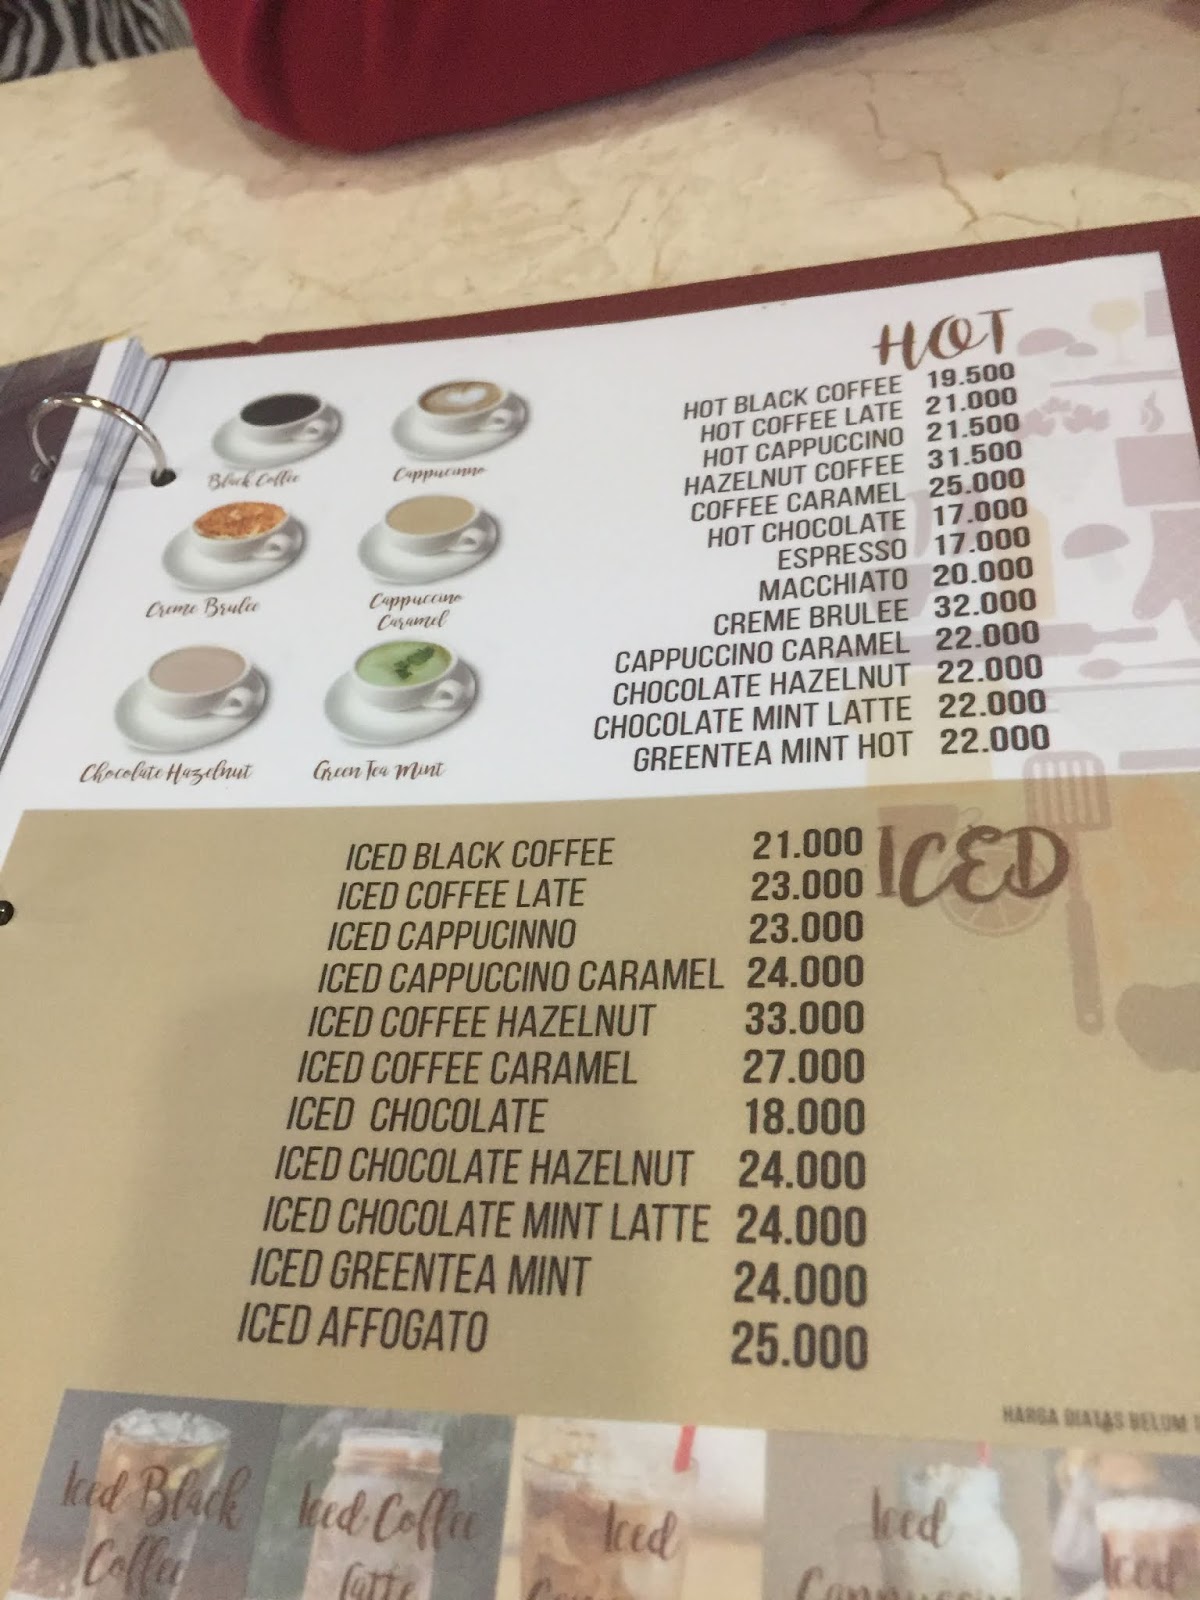 HOT
HOT BLACK COFFEE 19.500
HOT COFFEE LATE 21.000
HOT CAPPUCCINO 21.500
HAZELNUT COFFEE 31.500
COFFEE CARAMEL 25.000
HOT CHOCOLATE 17.000
ESPRESSO 17.000
MACCHIATO 20.000
CREME BRULEE 32.000
CAPPUCCINO CARAMEL 22.000
CHOCOLATE HAZELNUT 22.000
CHOCOLATE MINT LATTE 22.000
GREENTEA MINT HOT 22.000
Black Coffee
Cappucinno
Creme Brulee
Cappuccino
Caramel
Chocolate Hazelnut
Green Tea Mint
ICED
ICED BLACK COFFEE 21.000
ICED COFFEE LATE 23.000
ICED CAPPUCINNO 23.000
ICED CAPPUCCINO CARAMEL 24.000
ICED COFFEE HAZELNUT 33.000
ICED COFFEE CARAMEL 27.000
ICED CHOCOLATE 18.000
ICED CHOCOLATE HAZELNUT 24.000
ICED CHOCOLATE MINT LATTE 24.000
ICED GREENTEA MINT 24.000
ICED AFFOGATO 25.000
HARGA DIATAS BELUM
Iced Black
Coffee
Iced Coffee
Latte
Iced
Iced
Iced